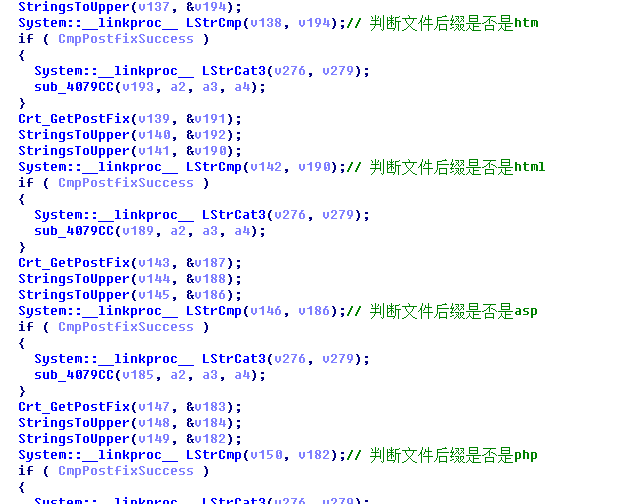 StringsToUpper(v137, &v194);
System::__linkproc__ LStrCmp(v138, v194);// 判断文件后缀是否是htm
if ( CmpPostfixSuccess )
{
System::__linkproc__ LStrCat3(v276, v279);
sub_4079CC(v193, a2, a3, a4);
}
Crt_GetPostFix(v139, &v191);
StringsToUpper(v140, &v192);
StringsToUpper(v141, &v190);
System::__linkproc__ LStrCmp(v142, v190);// 判断文件后缀是否是html
if ( CmpPostfixSuccess )
{
System::__linkproc__ LStrCat3(v276, v279);
sub_4079CC(v189, a2, a3, a4);
}
Crt_GetPostFix(v143, &v187);
StringsToUpper(v144, &v188);
StringsToUpper(v145, &v186);
System::__linkproc__ LStrCmp(v146, v186);// 判断文件后缀是否是asp
if ( CmpPostfixSuccess )
{
System::__linkproc__ LStrCat3(v276, v279);
sub_4079CC(v185, a2, a3, a4);
}
Crt_GetPostFix(v147, &v183);
StringsToUpper(v148, &v184);
StringsToUpper(v149, &v182);
System::__linkproc__ LStrCmp(v150, v182);// 判断文件后缀是否是php
if ( CmpPostfixSuccess )
{
System::__linkproc__ LStrCat3(v276, v279);